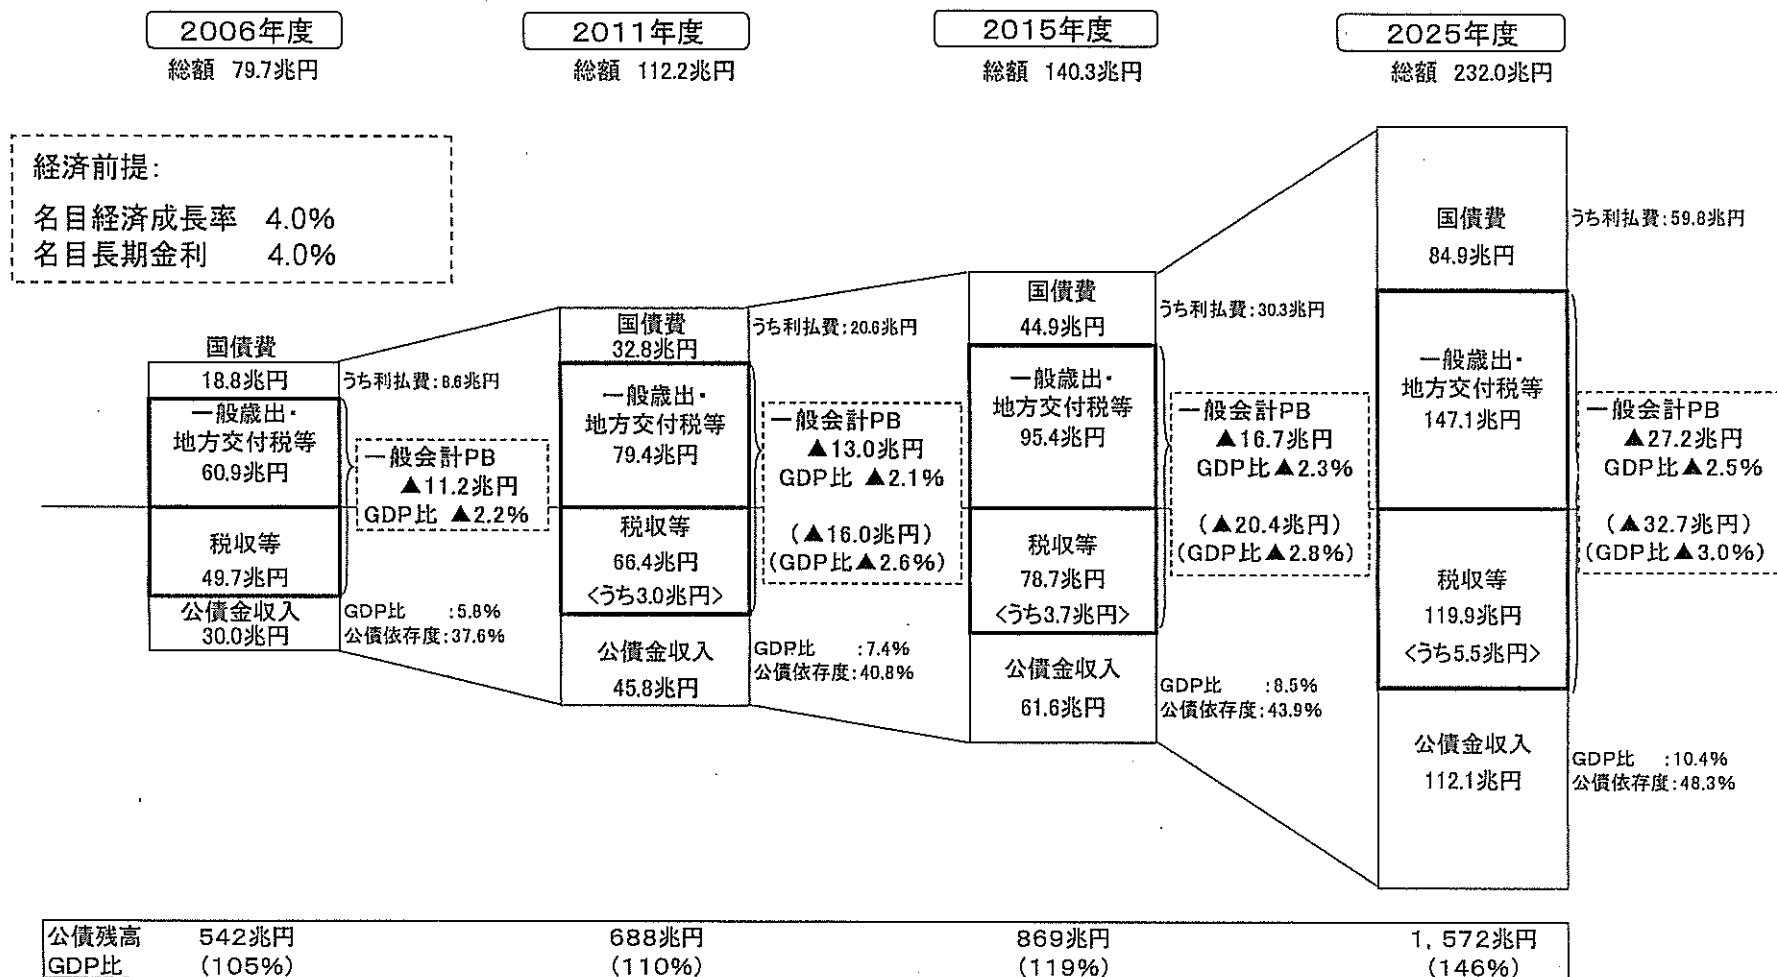 2006年度
総額 79.7兆円
2011年度
総額 112.2兆円
2015年度
総額 140.3兆円
2025年度
総額 232.0兆円
経済前提:
名目経済成長率 4.0%
名目長期金利 4.0%
国債費
18.8兆円
うち利払費:8.6兆円
一般歳出・
地方交付税等
60.9兆円
一般会計PB
▲11.2兆円
GDP比 ▲2.2%
税収等
49.7兆円
公債金収入
30.0兆円
GDP比 :5.8%
公債依存度:37.6%
国債費
32.8兆円
うち利払費:20.6兆円
一般歳出・
地方交付税等
79.4兆円
一般会計PB
▲13.0兆円
GDP比 ▲2.1%
(▲16.0兆円)
(GDP比▲2.6%)
税収等
66.4兆円
<うち3.0兆円>
公債金収入
45.8兆円
GDP比 :7.4%
公債依存度:40.8%
国債費
44.9兆円
うち利払費:30.3兆円
一般歳出・
地方交付税等
95.4兆円
一般会計PB
▲16.7兆円
GDP比▲2.3%
(▲20.4兆円)
(GDP比▲2.8%)
税収等
78.7兆円
<うち3.7兆円>
公債金収入
61.6兆円
GDP比 :8.5%
公債依存度:43.9%
国債費
84.9兆円
うち利払費:59.8兆円
一般歳出・
地方交付税等
147.1兆円
一般会計PB
▲27.2兆円
GDP比▲2.5%
(▲32.7兆円)
(GDP比▲3.0%)
税収等
119.9兆円
<うち5.5兆円>
公債金収入
112.1兆円
GDP比 :10.4%
公債依存度:48.3%
公債残高 542兆円 688兆円 869兆円 1,572兆円
GDP比 (105%) (110%) (119%) (146%)